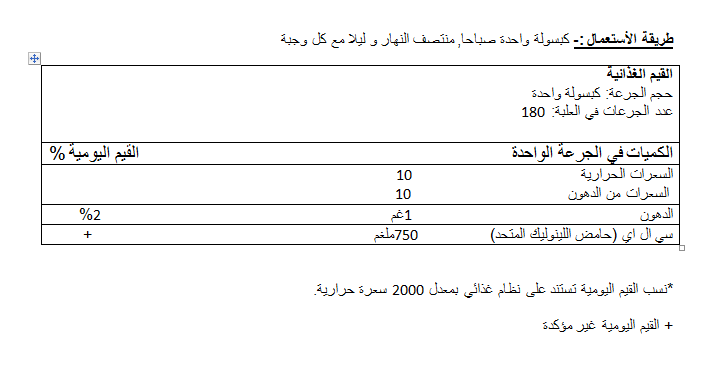 طريقة الأستعمال :- كبسولة واحدة صباحا, منتصف النهار و ليلا مع كل وجبة
القيم الغذائية
حجم الجرعة: كبسولة واحدة
عدد الجرعات في العلبة: 180
الكميات في الجرعة الواحدة القيم اليومية %
السعرات الحرارية 10
السعرات من الدهون 10
الدهون 1غم 2%
سي ال اي (حامض اللينوليك المتحد) 750ملغم +
*نسب القيم اليومية تستند على نظام غذائي بمعدل 2000 سعرة حرارية.
+ القيم اليومية غير مؤكدة